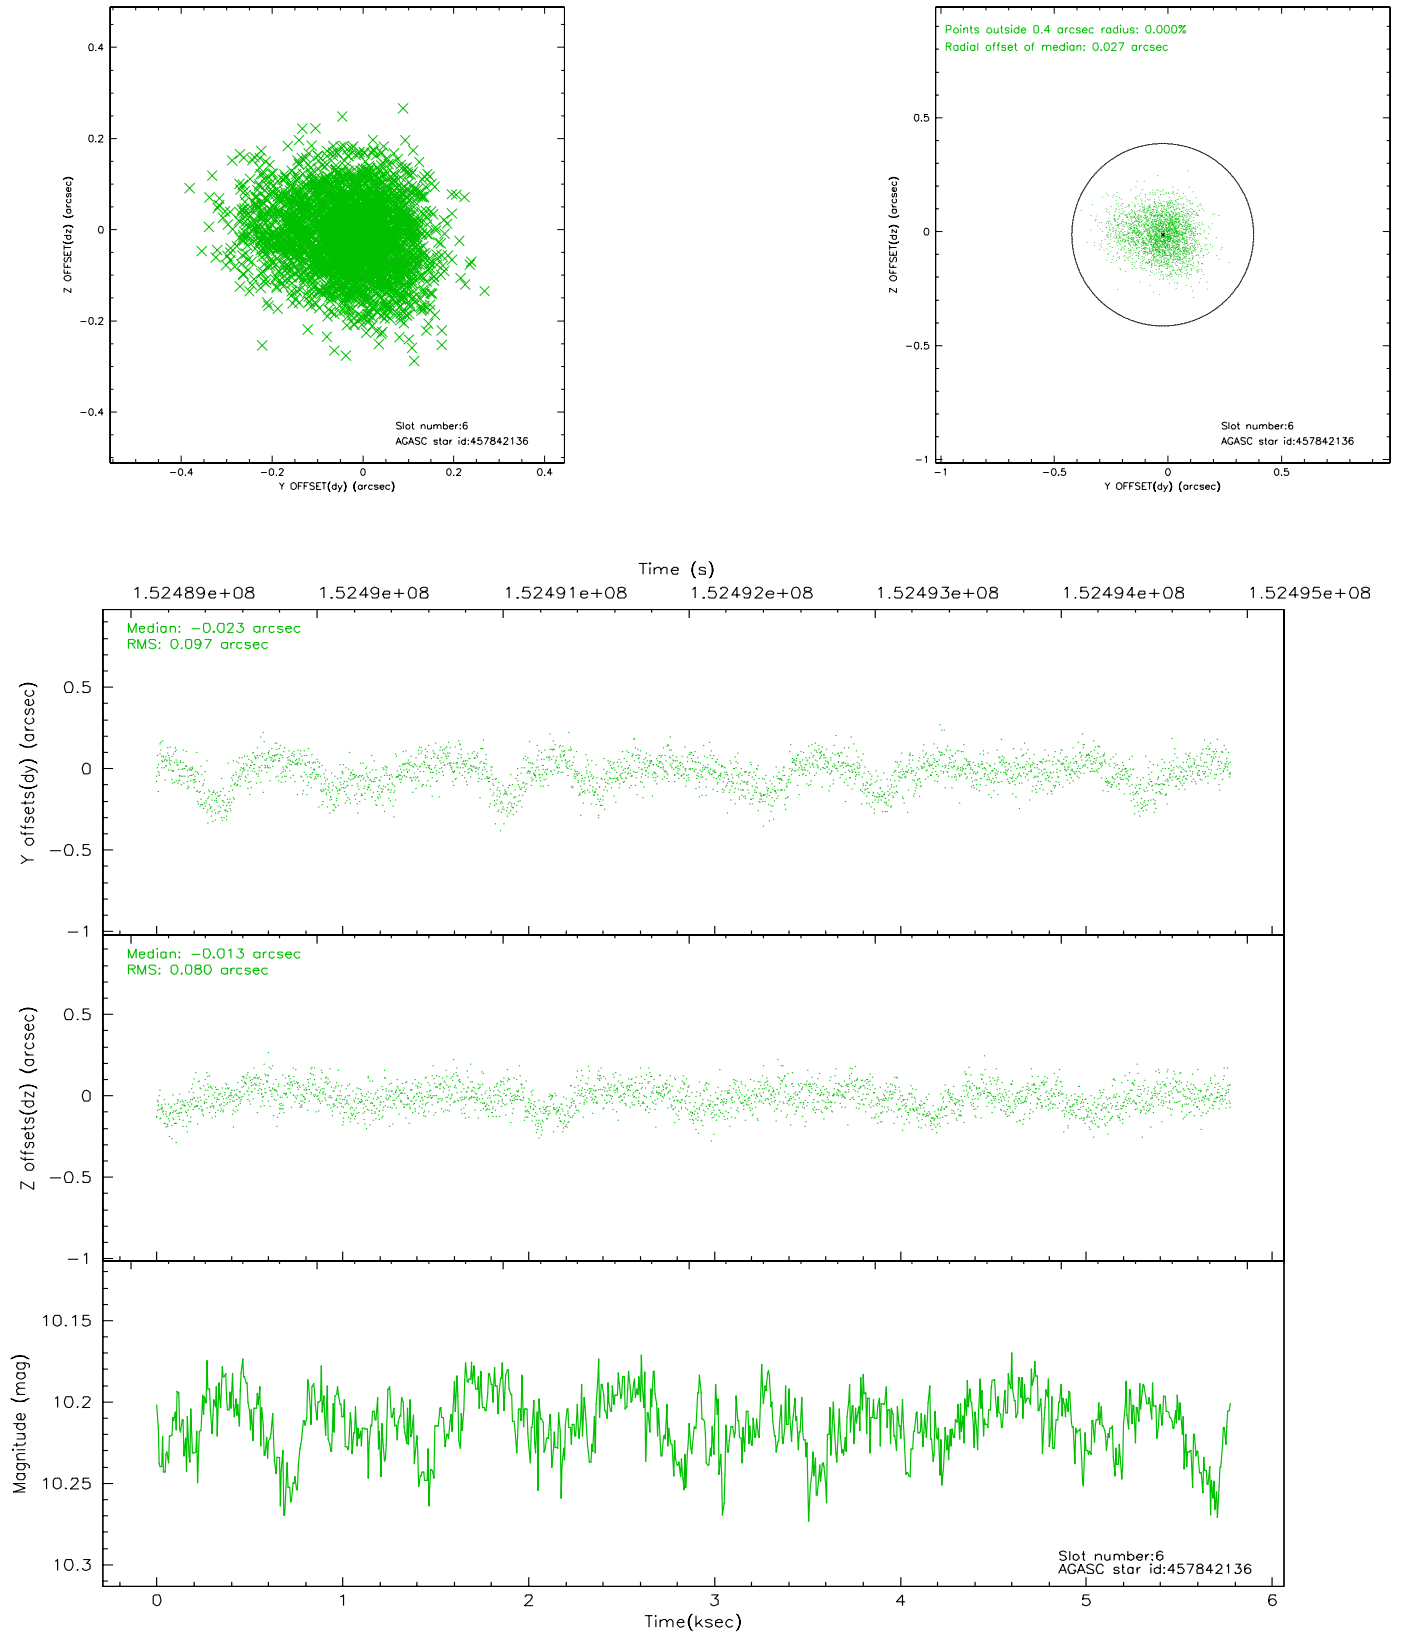 0.4
0.2
0
−0.2
−0.4
Z OFFSET(dz) (arcsec)
Slot number:6
AGASC star id:457842136
−0.4
−0.2
0
0.2
0.4
Y OFFSET(dy) (arcsec)
Points outside 0.4 arcsec radius: 0.000%
Radial offset of median: 0.027 arcsec
0.5
0
−0.5
−1
Z OFFSET(dz) (arcsec)
Slot number:6
AGASC star id:457842136
−1
−0.5
0
0.5
Y OFFSET(dy) (arcsec)
Time (s)
1.52489e+08
1.5249e+08
1.52491e+08
1.52492e+08
1.52493e+08
1.52494e+08
1.52495e+08
Median: −0.023 arcsec
RMS: 0.097 arcsec
0.5
0
−0.5
−1
Y offsets(dy) (arcsec)
Median: −0.013 arcsec
RMS: 0.080 arcsec
0.5
0
−0.5
−1
Z offsets(dz) (arcsec)
10.15
10.2
10.25
10.3
Magnitude (mag)
Slot number:6
AGASC star id:457842136
0
1
2
3
4
5
6
Time(ksec)